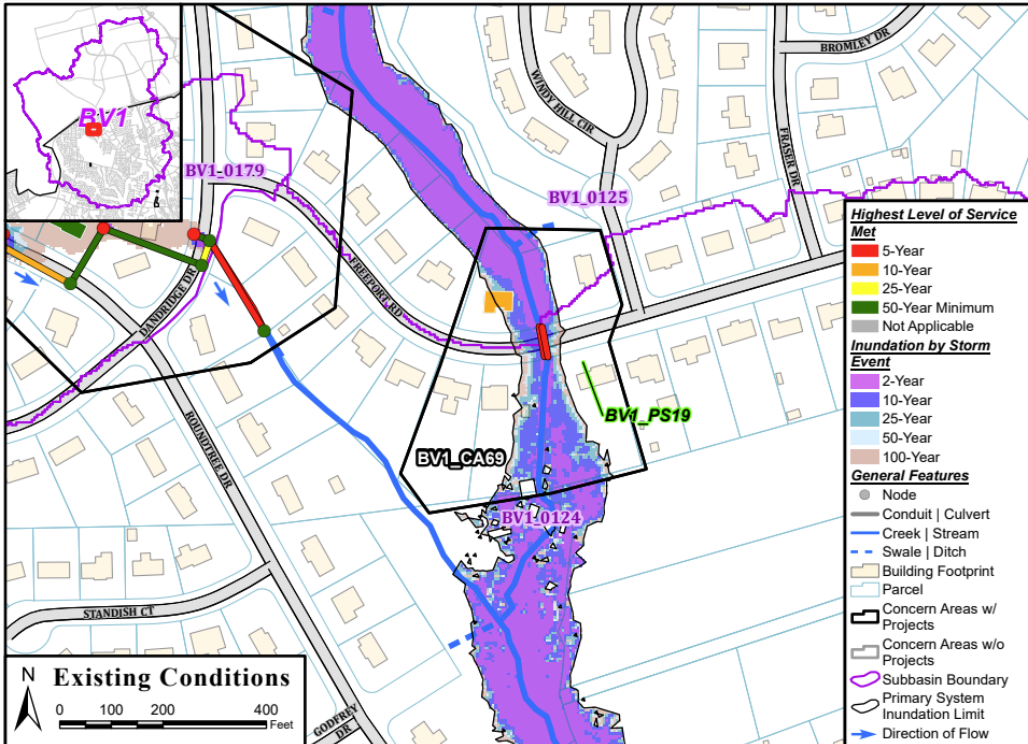 BV1
BROMLEY DR
WINDY HILL CIR
FRASER DR
BV1_0179
BV1_0125
DANDRIDGE DR
FREEPORT RD
ROUNDTREE DR
BV1_PS19
BV1_CA69
BV1_0124
STANDISH CT
GODFREY DR
N
Existing Conditions
0 100 200 400
Feet
Highest Level of Service
Met
5-Year
10-Year
25-Year
50-Year Minimum
Not Applicable
Inundation by Storm
Event
2-Year
10-Year
25-Year
50-Year
100-Year
General Features
Node
Conduit | Culvert
Creek | Stream
Swale | Ditch
Building Footprint
Parcel
Concern Areas w/
Projects
Concern Areas w/o
Projects
Subbasin Boundary
Primary System
Inundation Limit
Direction of Flow